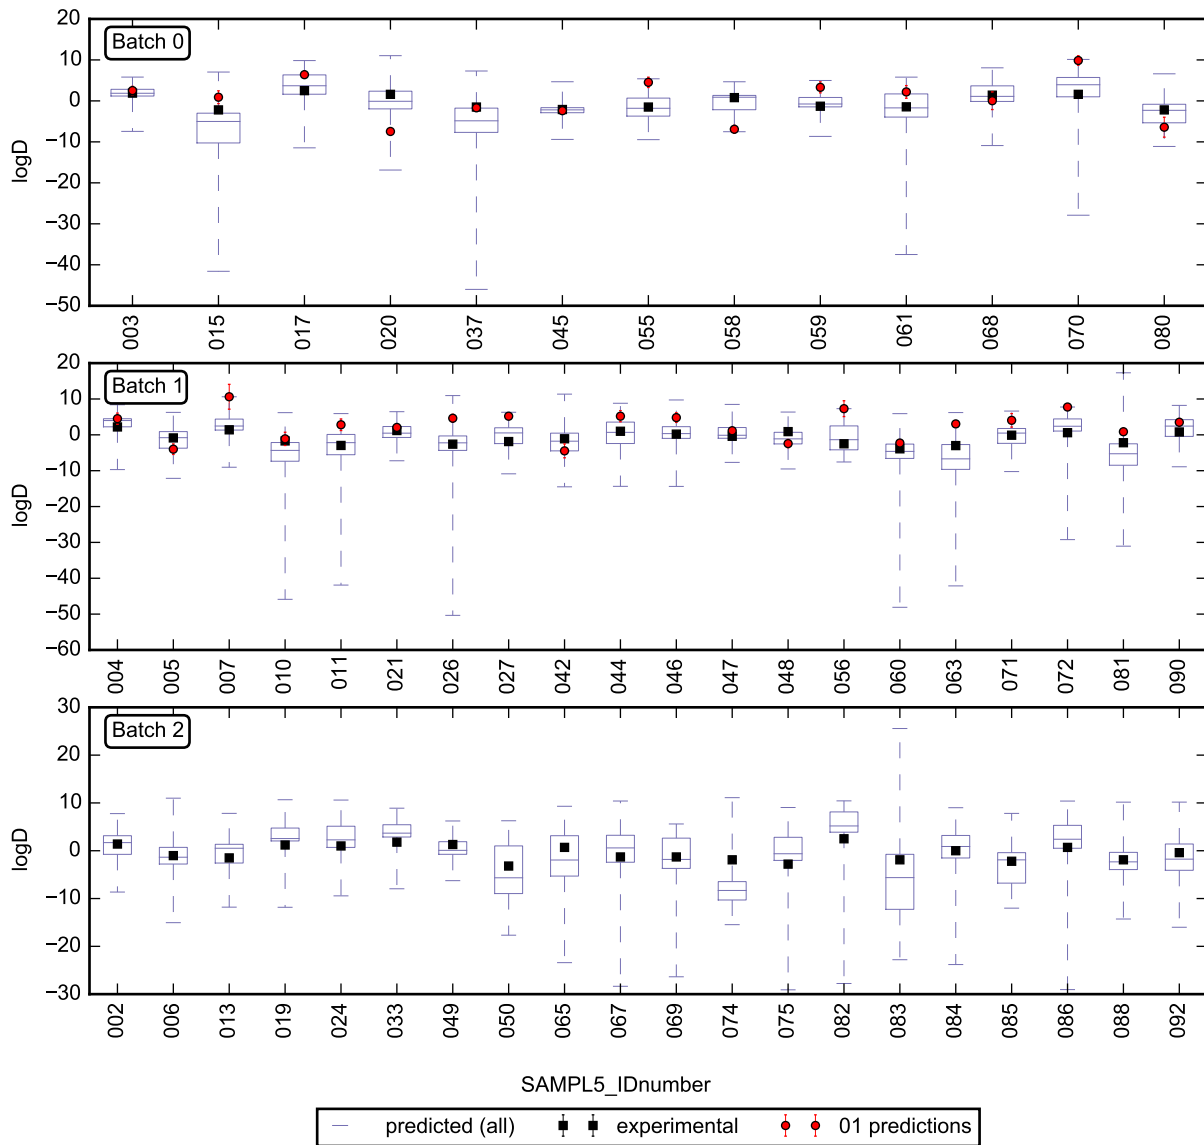 20
Batch 0
10
0
−10
−20
−30
−40
−50
logD
003 015 017 020 037 045 055 058 059 061 068 070 080
20
Batch 1
10
0
−10
−20
−30
−40
−50
−60
logD
004 005 007 010 011 021 026 027 042 044 046 047 048 056 060 063 071 072 081 090
30
Batch 2
20
10
0
−10
−20
−30
logD
002 006 013 019 024 033 049 050 065 067 069 074 075 082 083 084 085 086 088 092
SAMPL5_IDnumber
predicted (all) experimental 01 predictions